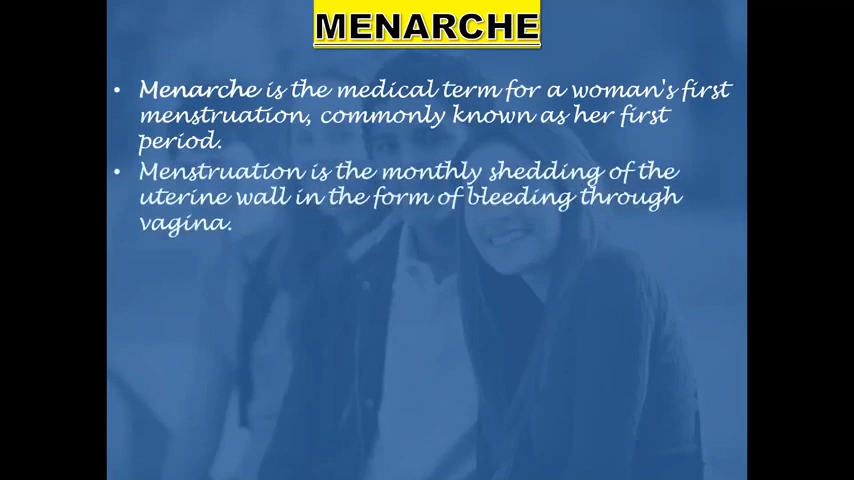 MENARCHE
• Menarche is the medical term for a woman's first
menstruation, commonly known as her first
period.
• Menstruation is the monthly shedding of the
uterine wall in the form of bleeding through
vagina.